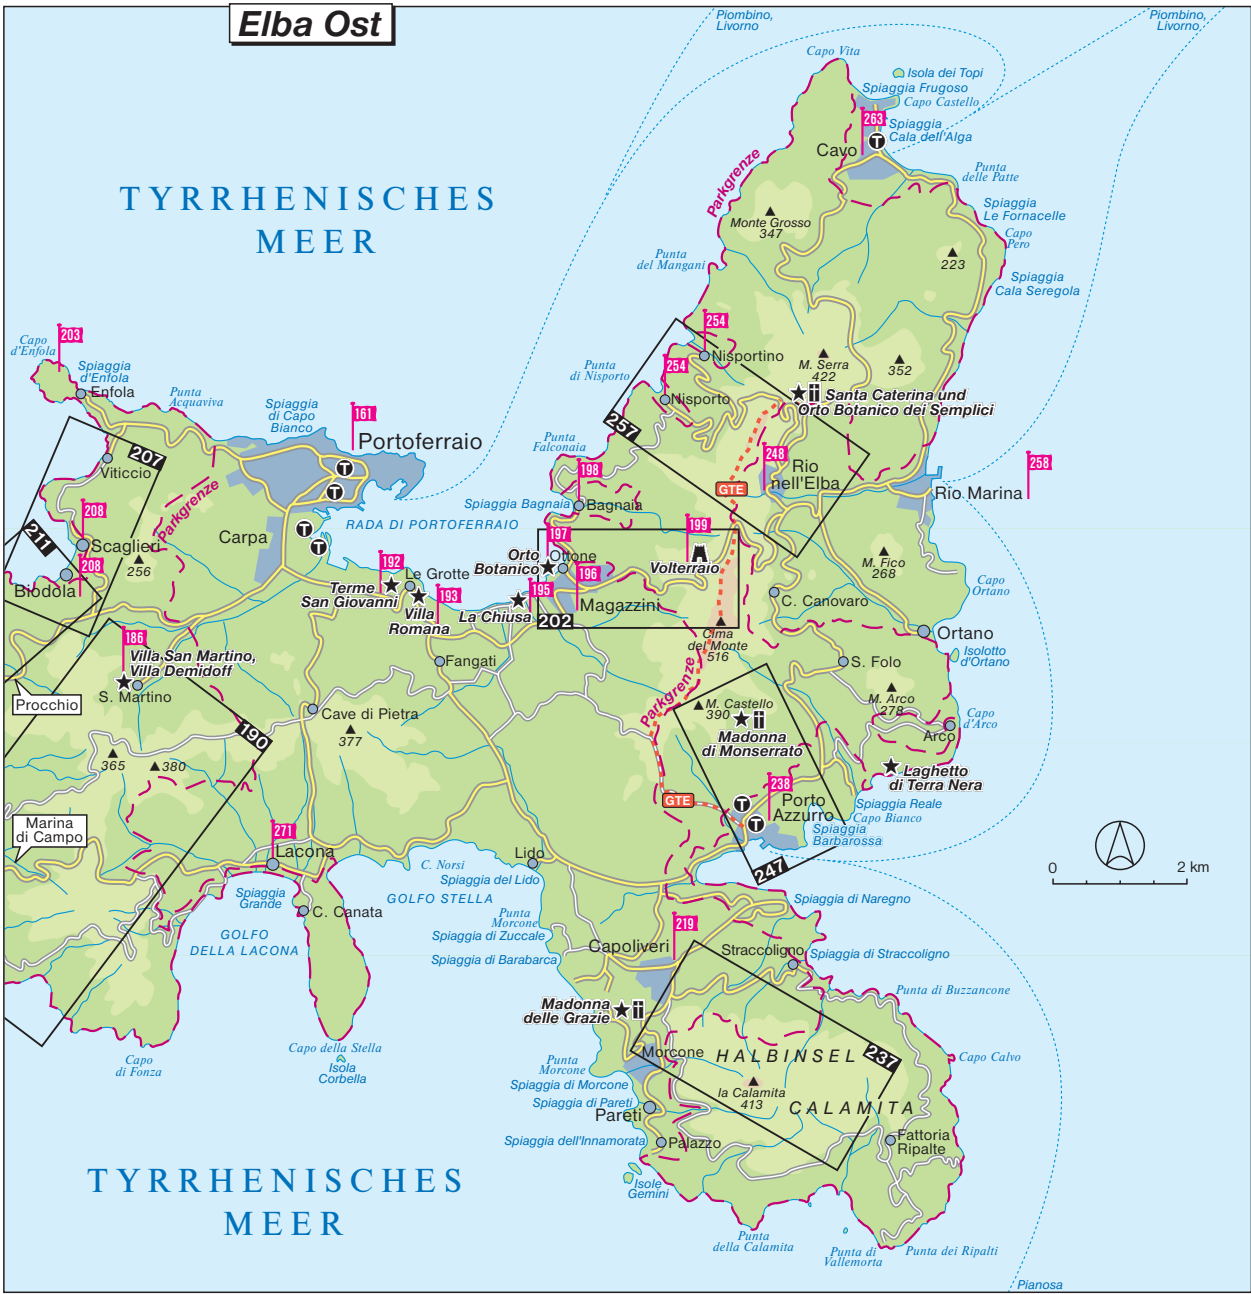 Elba Ost
Piombino,
Livorno
Piombino,
Livorno
Capo Vita
Isola dei Topi
Spiaggia Frugoso
Capo Castello
263
Spiaggia
Cala dell'Alga
T
Cavo
Parkgrenze
Punta
delle Patte
TYRRHENISCHES
MEER
Spiaggia
Le Fornacelle
Monte Grosso
347
Capo
Pero
Punta
del Mangani
223
Spiaggia
Cala Seregola
203
Capo
d'Enfola
254
Nisportino
Spiaggia
d'Enfola
Enfola
Punta
di Nisporto
254
M. Serra
422
352
Punta
Acquaviva
Spiaggia
di Capo
Bianco
Nisporto
Santa Caterina und
Orto Botanico dei Semplici
161
Portoferraio
257
207
Punta
Falconaia
248
Rio
nell'Elba
258
Rio Marina
Viticcio
T
T
198
GTE
Parkgrenze
Spiaggia Bagnaia
Bagnaia
208
211
RADA DI PORTOFERRAIO
199
Carpa
T
T
197
Scaglieri
256
Orto
Botanico
Ottone
Volterraio
M. Fico
268
208
192
Le Grotte
196
Capo
Ortano
Biodola
Terme
San Giovanni
193
195
Magazzini
C. Canovaro
Villa
Romana
La Chiusa
202
186
Cima
del Monte
516
Ortano
Villa San Martino,
Villa Demidoff
Fangati
S. Folo
Isolotto
d'Ortano
S. Martino
Parkgrenze
Procchio
M. Castello
390
M. Arco
278
Cave di Pietra
Capo
d'Arco
190
377
Madonna
di Monserrato
Arco
365
380
Laghetto
di Terra Nera
238
GTE
T
Porto
Azzurro
Spiaggia Reale
Marina
di Campo
T
Capo Bianco
271
Spiaggia
Barbarossa
Lacona
Lido
0
2 km
C. Norsi
247
Spiaggia del Lido
Spiaggia
Grande
GOLFO STELLA
Spiaggia di Naregno
C. Canata
Punta
Morcone
219
GOLFO
DELLA LACONA
Spiaggia di Zuccale
Capoliveri
Straccoligno
Spiaggia di Straccoligno
Spiaggia di Barabarca
Punta di Buzzancone
Madonna
delle Grazie
Capo della Stella
Morcone
HALBINSEL
237
Capo Calvo
Capo
di Fonza
Isola
Corbella
Punta
Morcone
Spiaggia di Morcone
la Calamita
413
CALAMITA
Spiaggia di Pareti
Pareti
Spiaggia dell'Innamorata
Palazzo
Fattoria
Ripalte
TYRRHENISCHES
MEER
Isole
Gemini
Punta
della Calamita
Punta di
Vallemorta
Punta dei Ripalti
Pianosa